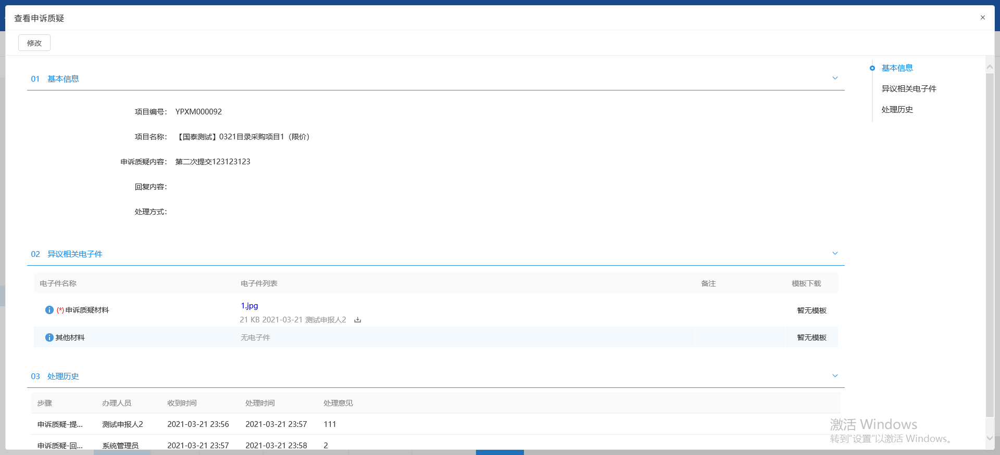 查看申诉质疑
×
修改
01 基本信息
项目编号： YPXM000092
项目名称： 【国泰测试】0321目录采购项目1（限价）
申诉质疑内容： 第二次提交123123123
回复内容：
处理方式：
02 异议相关电子件
电子件名称 电子件列表 备注 模板下载
(*) 申诉质疑材料 1.jpg 暂无模板
21 KB 2021-03-21 测试申报人2
其他材料 无电子件 暂无模板
03 处理历史
步骤 办理人员 收到时间 处理时间 处理意见
申诉质疑-提... 测试申报人2 2021-03-21 23:56 2021-03-21 23:57 111
申诉质疑-回... 系统管理员 2021-03-21 23:57 2021-03-21 23:58 2
基本信息
异议相关电子件
处理历史
激活 Windows
转到“设置”以激活 Windows。